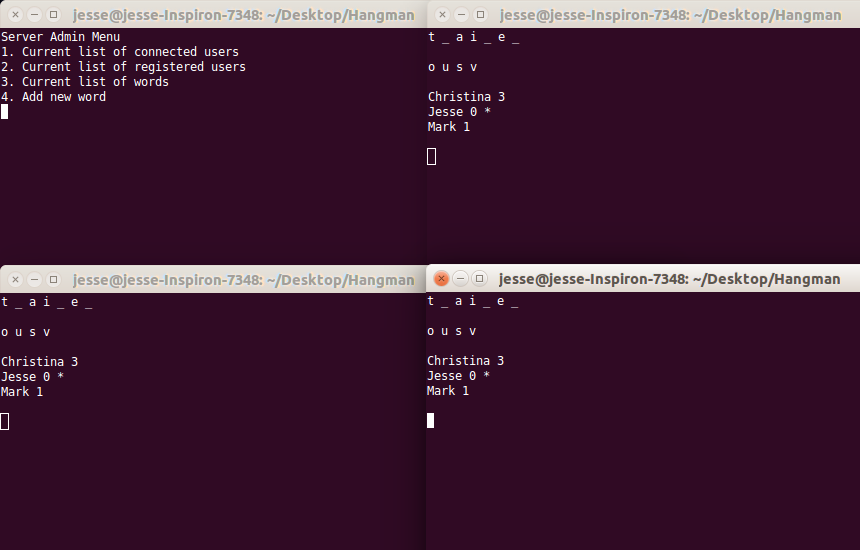 jesse@jesse-Inspiron-7348: ~/Desktop/Hangman
Server Admin Menu
1. Current list of connected users
2. Current list of registered users
3. Current list of words
4. Add new word
jesse@jesse-Inspiron-7348: ~/Desktop/Hangman
t _ a i _ e _
o u s v
Christina 3
Jesse 0 *
Mark 1
jesse@jesse-Inspiron-7348: ~/Desktop/Hangman
t _ a i _ e _
o u s v
Christina 3
Jesse 0 *
Mark 1
jesse@jesse-Inspiron-7348: ~/Desktop/Hangman
t _ a i _ e _
o u s v
Christina 3
Jesse 0 *
Mark 1